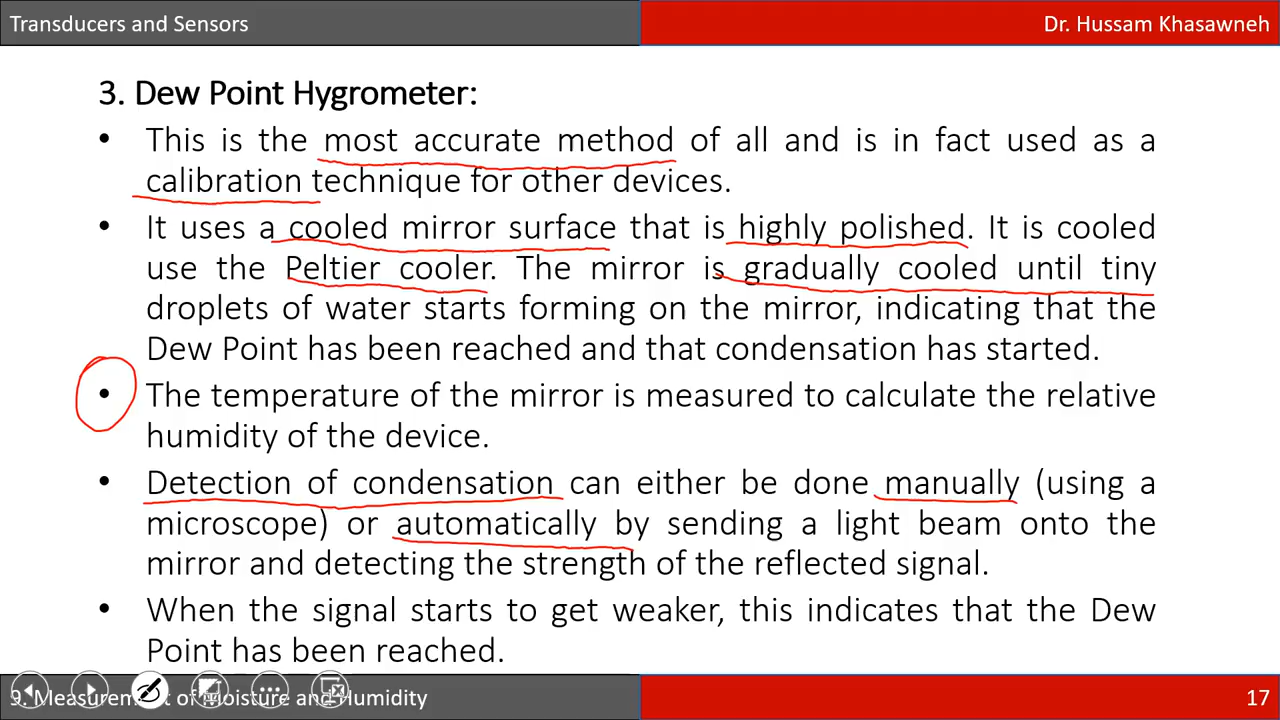 Transducers and Sensors
Dr. Hussam Khasawneh
3. Dew Point Hygrometer:
• This is the most accurate method of all and is in fact used as a
calibration technique for other devices.
• It uses a cooled mirror surface that is highly polished. It is cooled
use the Peltier cooler. The mirror is gradually cooled until tiny
droplets of water starts forming on the mirror, indicating that the
Dew Point has been reached and that condensation has started.
• The temperature of the mirror is measured to calculate the relative
humidity of the device.
• Detection of condensation can either be done manually (using a
microscope) or automatically by sending a light beam onto the
mirror and detecting the strength of the reflected signal.
• When the signal starts to get weaker, this indicates that the Dew
Point has been reached.
9. Measurement of Moisture and Humidity
17